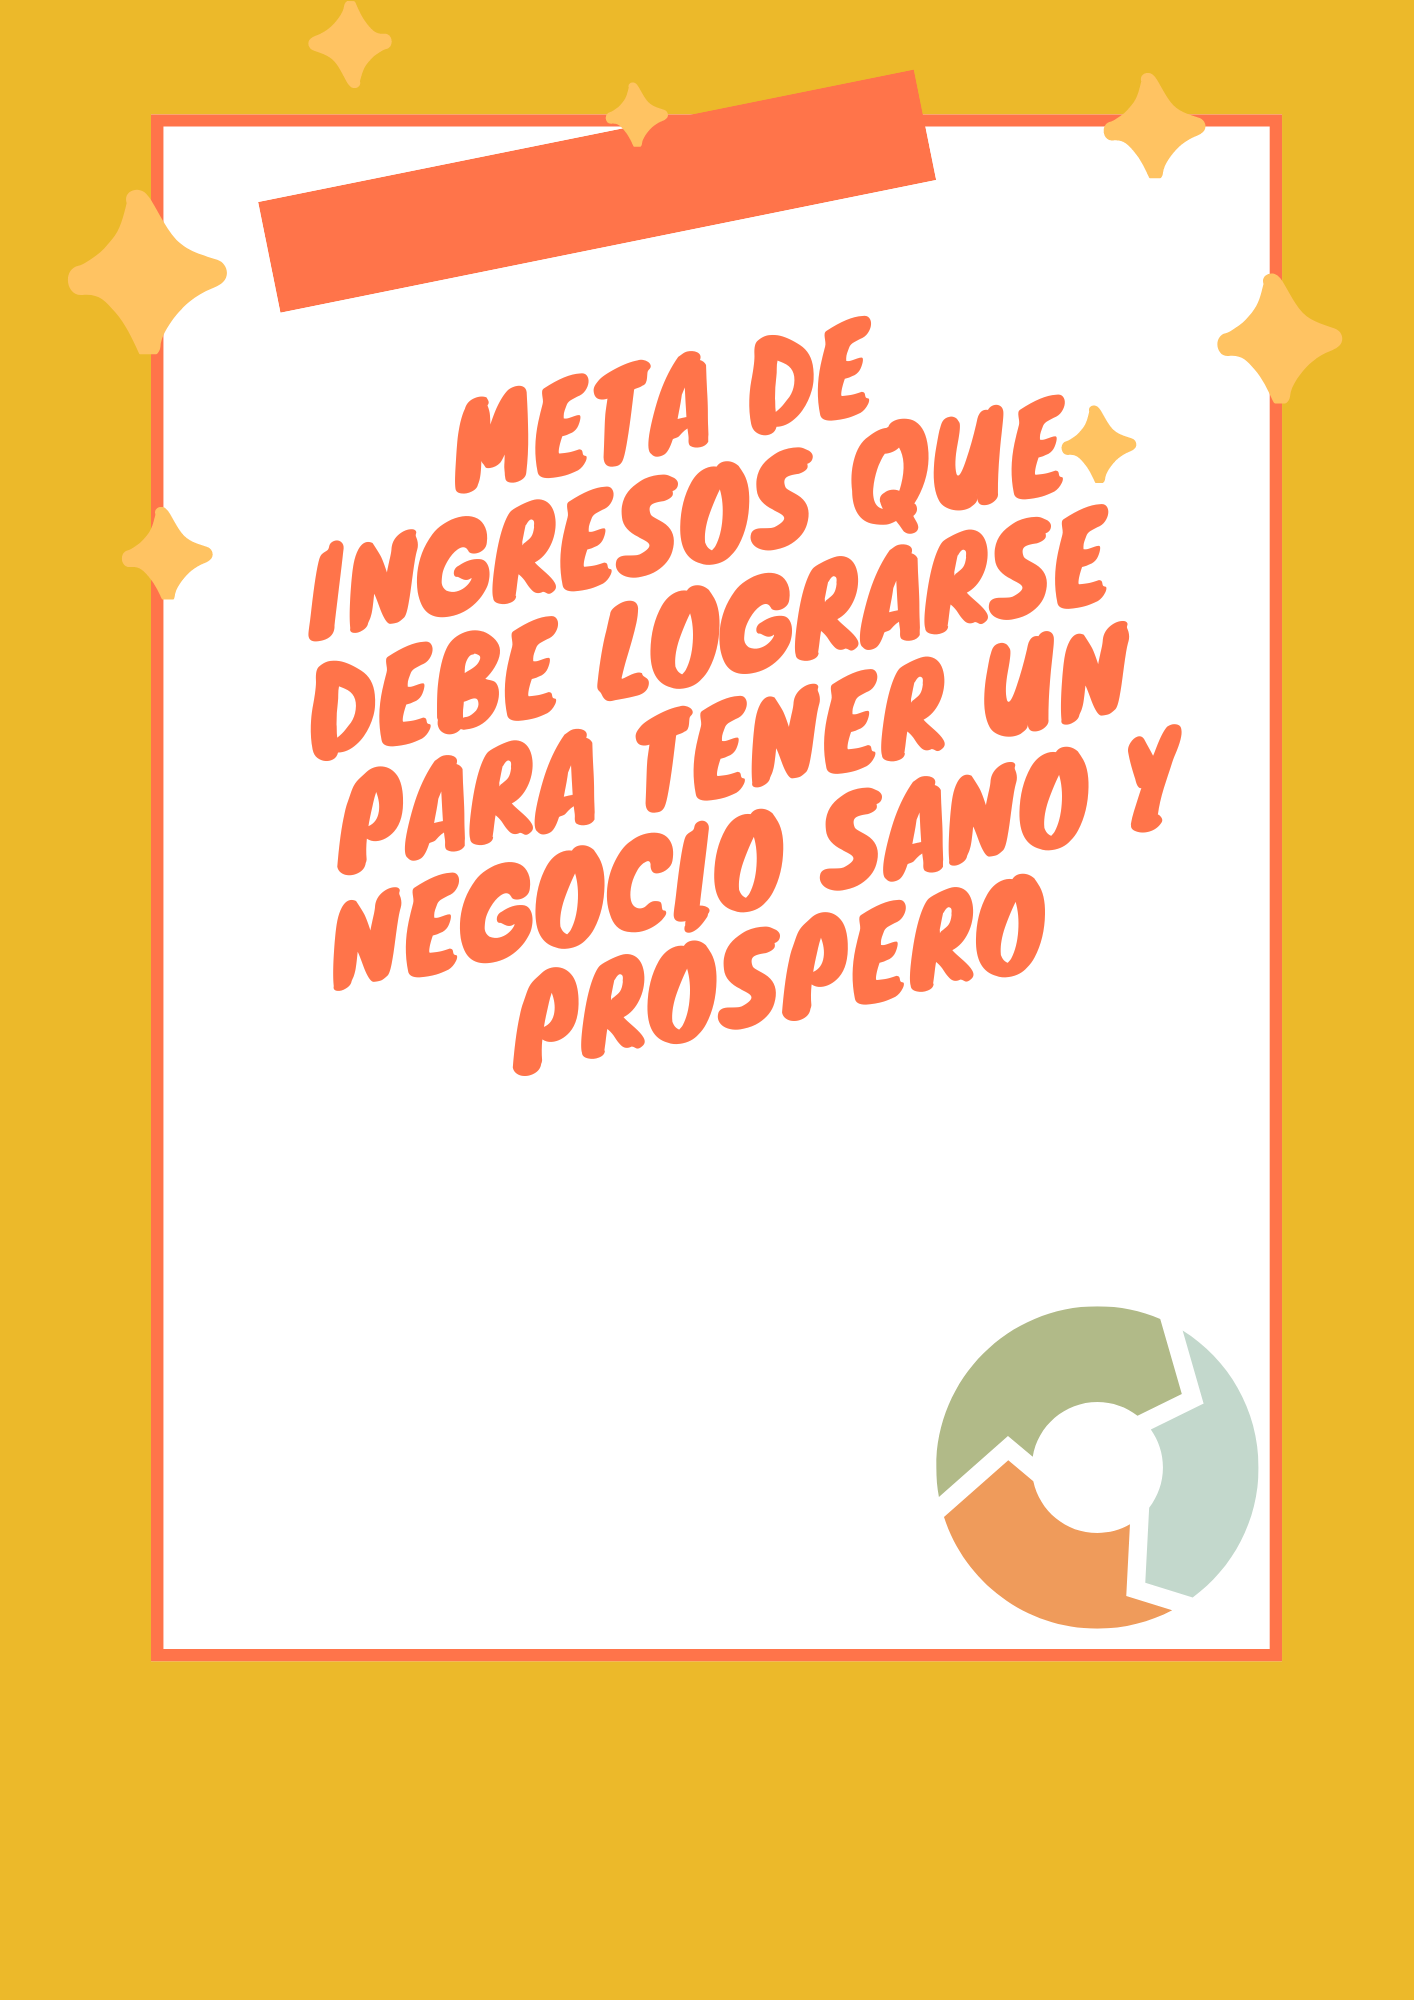 META DE
INGRESOS QUE
DEBE LOGRARSE
PARA TENER UN
NEGOCIO SANO Y
PROSPERO